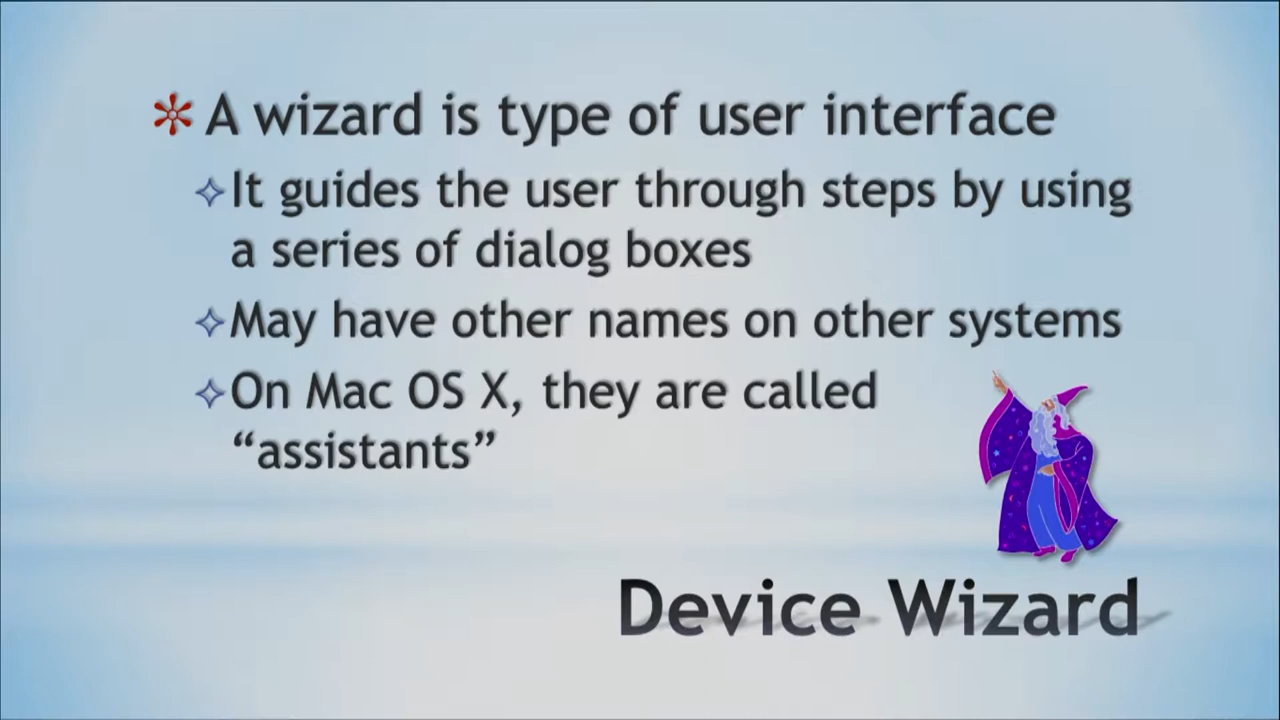 A wizard is type of user interface
It guides the user through steps by using
a series of dialog boxes
May have other names on other systems
On Mac OS X, they are called
“assistants”
Device Wizard